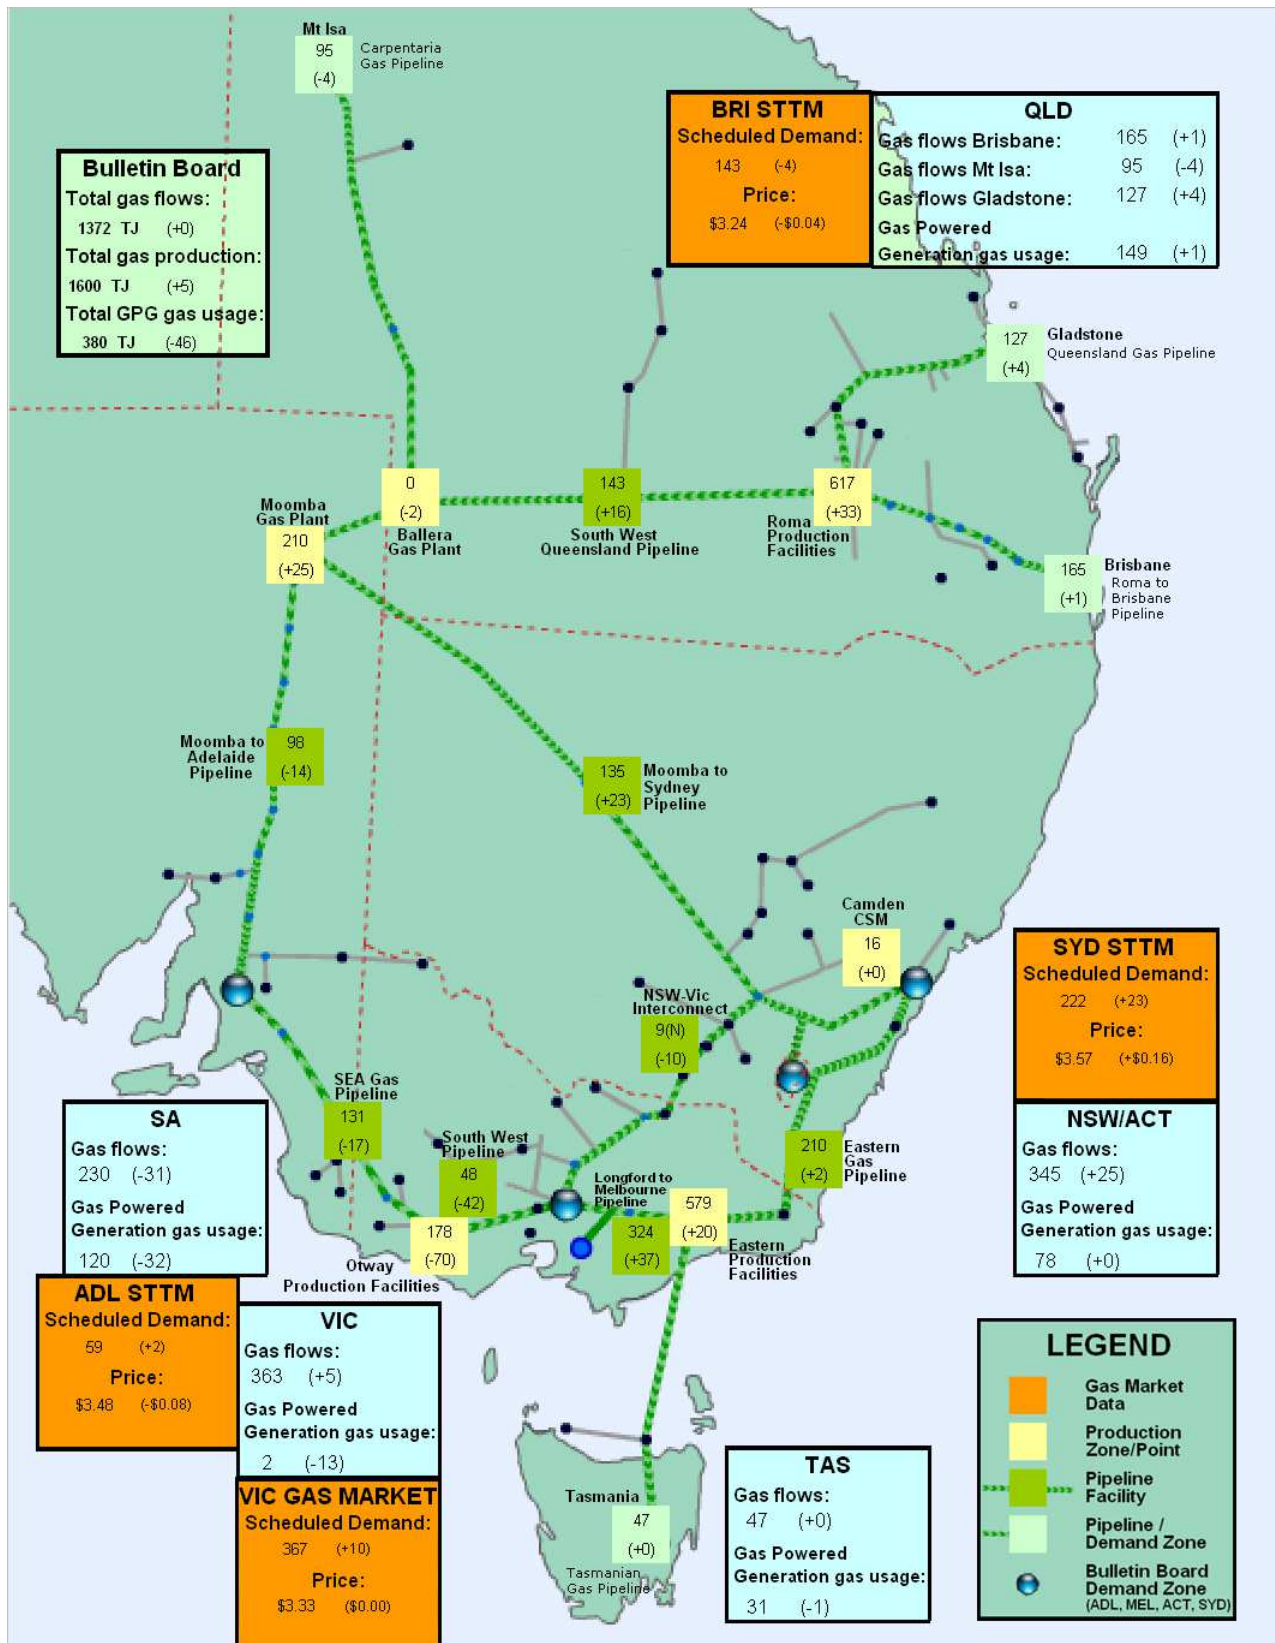 Mt Isa
95
(-4)
Carpentaria
Gas Pipeline
BRI STTM
Scheduled Demand:
143 (-4)
Price:
$3.24 (-$0.04)
QLD
Gas flows Brisbane: 165 (+1)
Gas flows Mt Isa: 95 (-4)
Gas flows Gladstone: 127 (+4)
Gas Powered
Generation gas usage: 149 (+1)
Bulletin Board
Total gas flows:
1372 TJ (+0)
Total gas production:
1600 TJ (+5)
Total GPG gas usage:
380 TJ (-46)
127
(+4)
Gladstone
Queensland Gas Pipeline
Moomba
Gas Plant
210
(+25)
0
(-2)
Ballera
Gas Plant
143
(+16)
South West
Queensland Pipeline
617
(+33)
Roma
Production
Facilities
165
(+1)
Brisbane
Roma to
Brisbane
Pipeline
Moomba to
Adelaide
Pipeline
98
(-14)
135
(+23)
Moomba to
Sydney
Pipeline
Camden
CSM
16
(+0)
NSW-Vic
Interconnect
9(N)
(-10)
SYD STTM
Scheduled Demand:
222 (+23)
Price:
$3.57 (+$0.16)
NSW/ACT
Gas flows:
345 (+25)
Gas Powered
Generation gas usage:
78 (+0)
SEA Gas
Pipeline
131
(-17)
South West
Pipeline
48
(-42)
Longford to
Melbourne
Pipeline
324
(+37)
579
(+20)
Eastern
Production
Facilities
210
(+2)
Eastern
Gas
Pipeline
178
(-70)
Otway
Production Facilities
SA
Gas flows:
230 (-31)
Gas Powered
Generation gas usage:
120 (-32)
ADL STTM
Scheduled Demand:
59 (+2)
Price:
$3.48 (-$0.08)
VIC
Gas flows:
363 (+5)
Gas Powered
Generation gas usage:
2 (-13)
VIC GAS MARKET
Scheduled Demand:
367 (+10)
Price:
$3.33 ($0.00)
Tasmania
47
(+0)
Tasmanian
Gas Pipeline
TAS
Gas flows:
47 (+0)
Gas Powered
Generation gas usage:
31 (-1)
LEGEND
Gas Market
Data
Production
Zone/Point
Pipeline
Facility
Pipeline /
Demand Zone
Bulletin Board
Demand Zone
(ADL, MEL, ACT, SYD)